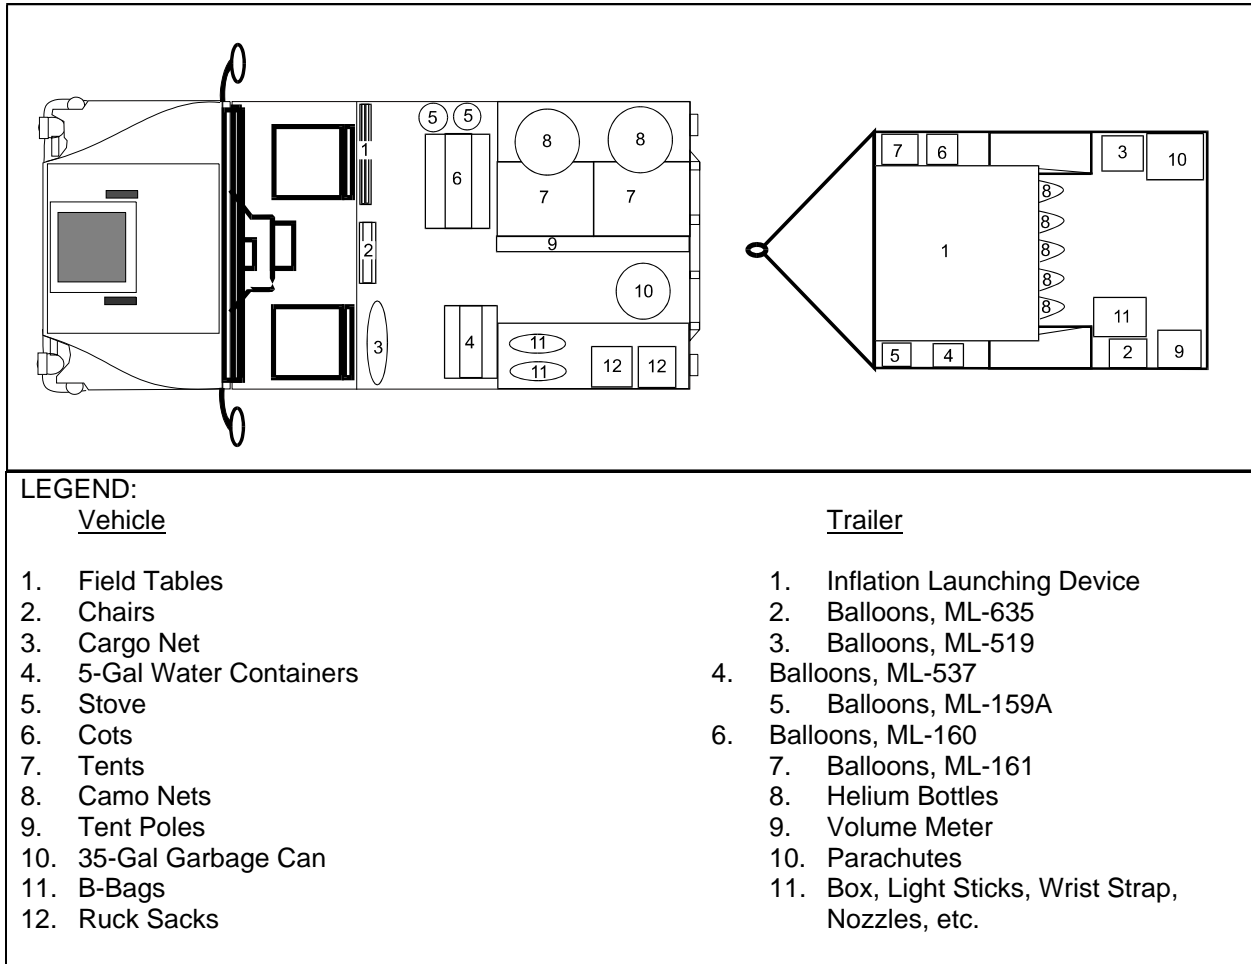 5 5 8 8
1 6 7 7
2 9
10
3 4 11 11 12 12
7 6 3 10
8
8
1 8
8
8 11
5 4 2 9
LEGEND:
Vehicle Trailer
1. Field Tables 1. Inflation Launching Device
2. Chairs 2. Balloons, ML-635
3. Cargo Net 3. Balloons, ML-519
4. 5-Gal Water Containers 4. Balloons, ML-537
5. Stove 5. Balloons, ML-159A
6. Cots 6. Balloons, ML-160
7. Tents 7. Balloons, ML-161
8. Camo Nets 8. Helium Bottles
9. Tent Poles 9. Volume Meter
10. 35-Gal Garbage Can 10. Parachutes
11. B-Bags 11. Box, Light Sticks, Wrist Strap,
12. Ruck Sacks Nozzles, etc.